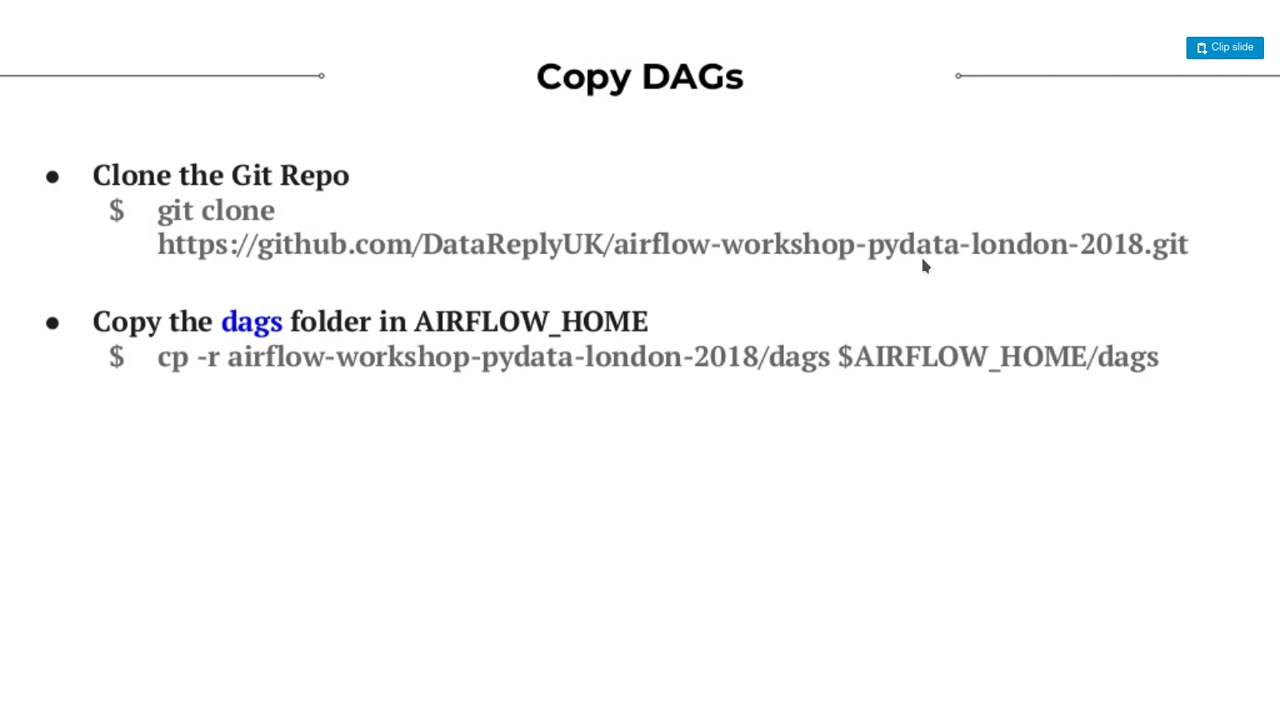 Clip slide
Copy DAGs
● Clone the Git Repo
$ git clone
https://github.com/DataReplyUK/airflow-workshop-pydata-london-2018.git
● Copy the dags folder in AIRFLOW_HOME
$ cp -r airflow-workshop-pydata-london-2018/dags $AIRFLOW_HOME/dags